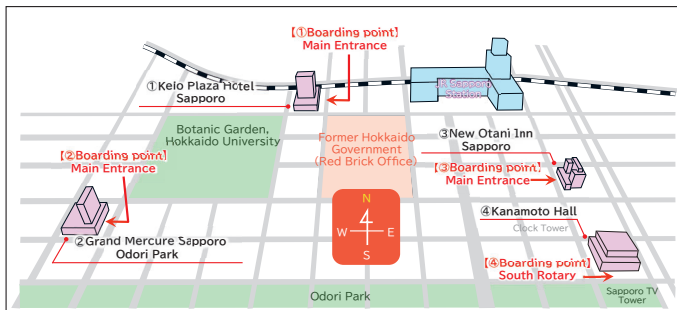 【①Boarding point】
Main Entrance
①Keio Plaza Hotel
Sapporo
JR Sapporo
Station
Botanic Garden,
Hokkaido University
Former Hokkaido
Government
(Red Brick Office)
③New Otani Inn
Sapporo
【②Boarding point】
Main Entrance
【③Boarding point】
Main Entrance
N
W E
S
④Kanamoto Hall
Clock Tower
②Grand Mercure Sapporo
Odori Park
【④Boarding point】
South Rotary
Odori Park
Sapporo TV
Tower